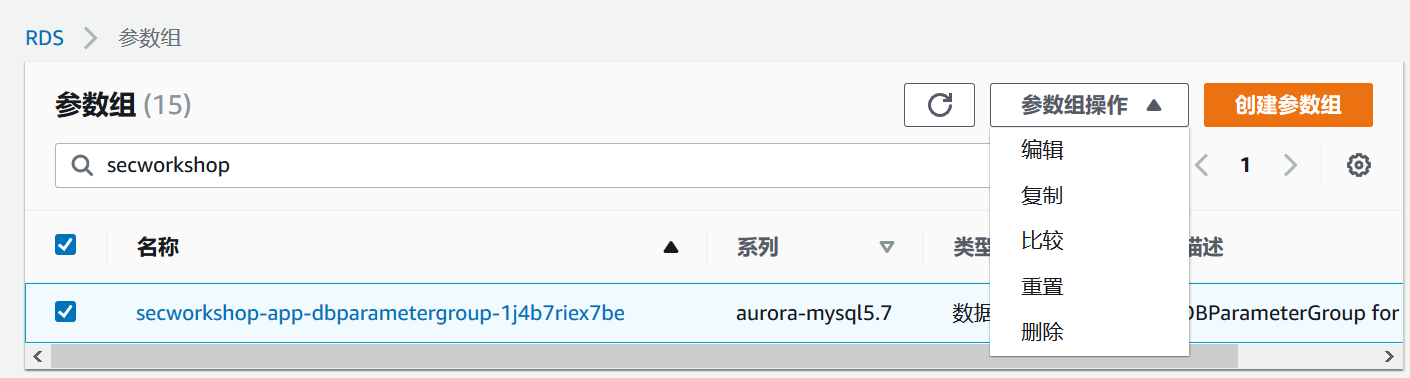 RDS > 参数组
参数组 (15)
参数组操作
创建参数组
编辑
secworkshop
1
复制
比较
名称
系列
类型
描述
重置
secworkshop-app-dbparametergroup-1j4b7riex7be
aurora-mysql5.7
数据
DBParameterGroup for
删除